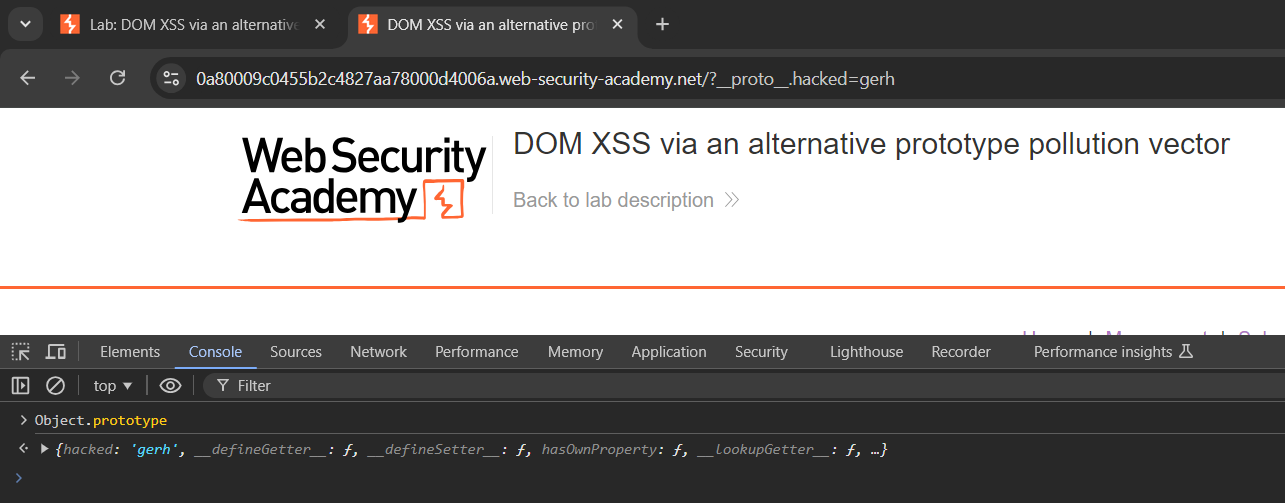 Lab: DOM XSS via an alternative
DOM XSS via an alternative pro
0a80009c0455b2c4827aa78000d4006a.web-security-academy.net/?__proto__.hacked=gerh
Web Security
Academy
DOM XSS via an alternative prototype pollution vector
Back to lab description
Elements Console Sources Network Performance Memory Application Security Lighthouse Recorder Performance insights
top Filter
Object.prototype
{hacked: 'gerh', __defineGetter__: ƒ, __defineSetter__: ƒ, hasOwnProperty: ƒ, __lookupGetter__: ƒ, …}